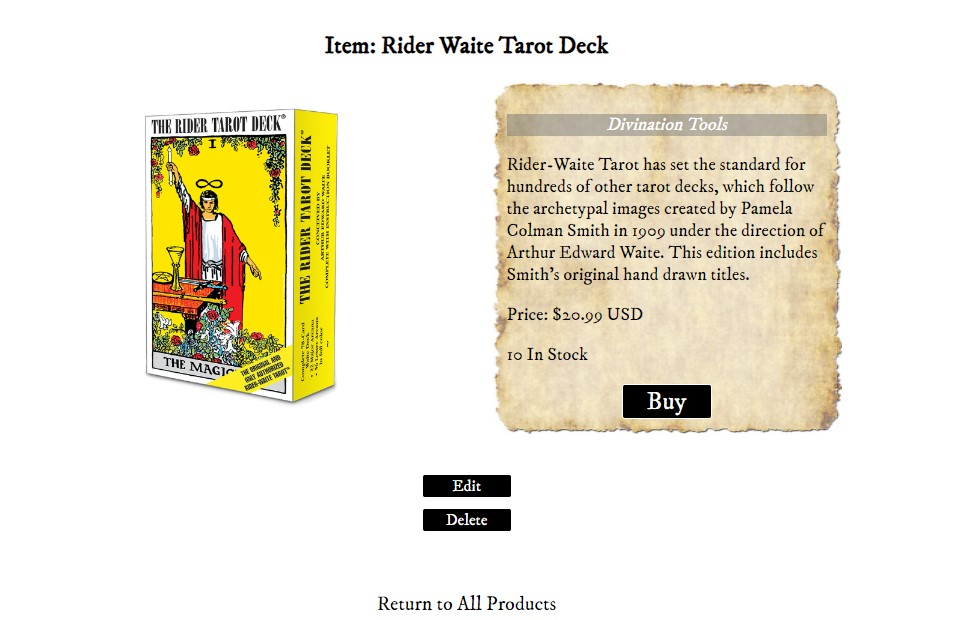 Item: Rider Waite Tarot Deck
THE RIDER TAROT DECK®
I
THE MAGIC
THE ORIGINAL AND
ONLY AUTHORIZED
RIDER-WAITE TAROT™
THE RIDER TAROT DECK®
CONCEIVED BY
ARTHUR EDWARD WAITE
COMPLETE WITH INSTRUCTION BOOKLET
Complete 78-Card
Divination Tools
Rider-Waite Tarot has set the standard for
hundreds of other tarot decks, which follow
the archetypal images created by Pamela
Colman Smith in 1909 under the direction of
Arthur Edward Waite. This edition includes
Smith's original hand drawn titles.
Price: $20.99 USD
10 In Stock
Buy
Edit
Delete
Return to All Products